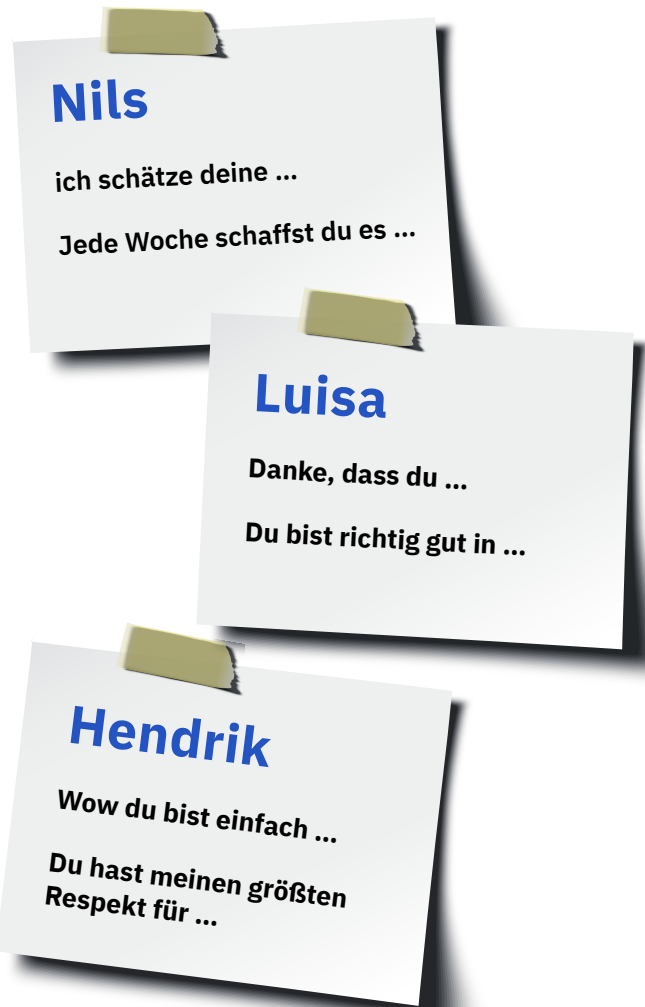 Nils
ich schätze deine ...
Jede Woche schaffst du es ...
Luisa
Danke, dass du ...
Du bist richtig gut in ...
Hendrik
Wow du bist einfach ...
Du hast meinen größten
Respekt für ...